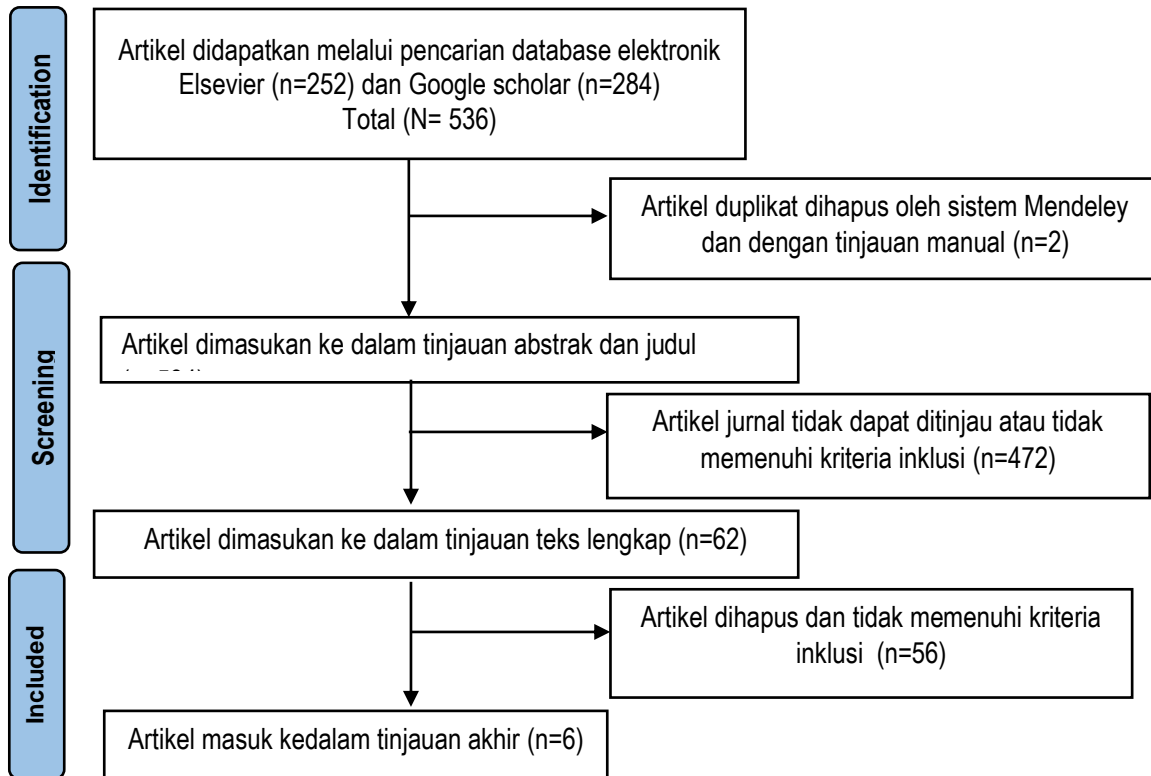 Identification
Artikel didapatkan melalui pencarian database elektronik
Elsevier (n=252) dan Google scholar (n=284)
Total (N= 536)
Artikel duplikat dihapus oleh sistem Mendeley
dan dengan tinjauan manual (n=2)
Screening
Artikel dimasukan ke dalam tinjauan abstrak dan judul
Artikel jurnal tidak dapat ditinjau atau tidak
memenuhi kriteria inklusi (n=472)
Artikel dimasukan ke dalam tinjauan teks lengkap (n=62)
Included
Artikel dihapus dan tidak memenuhi kriteria
inklusi (n=56)
Artikel masuk kedalam tinjauan akhir (n=6)